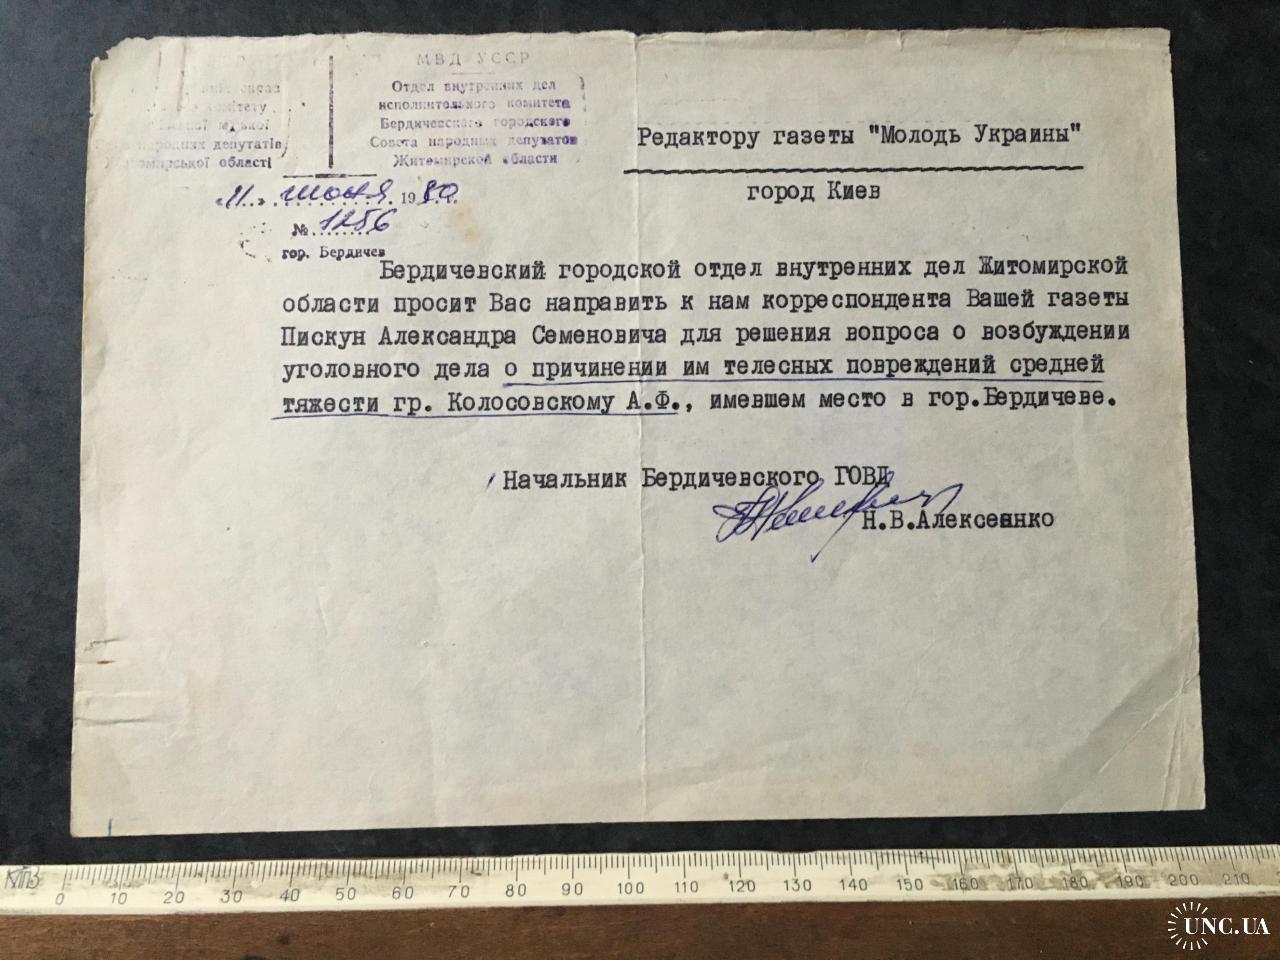 комітету
депутатів
області
МВД УССР
Отдел внутренних дел
исполнительного комитета
Бердичевского городского
Совета народных депутатов
Житомирской области
"11" июня 1980 г.
№ 1256
гор. Бердичев
Редактору газеты "Молодь Украины"
город Киев
Бердичевский городской отдел внутренних дел Житомирской
области просит Вас направить к нам корреспондента Вашей газеты
Пискун Александра Семеновича для решения вопроса о возбуждении
уголовного дела о причинении им телесных повреждений средней
тяжести гр. Колосовскому А.Ф., имевшем место в гор.Бердичеве.
Начальник Бердичевского ГОВД
Н.В.Алексеенко
0 10 20 30 40 50 60 70 80 90 100 110 120 130 140 150 160 170 180 190 200 210
UNC.UA